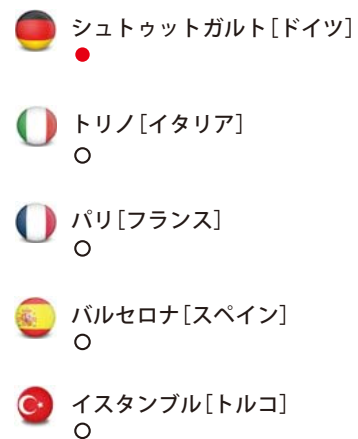 シュトゥットガルト[ドイツ]
トリノ[イタリア]
パリ[フランス]
バルセロナ[スペイン]
イスタンブル[トルコ]